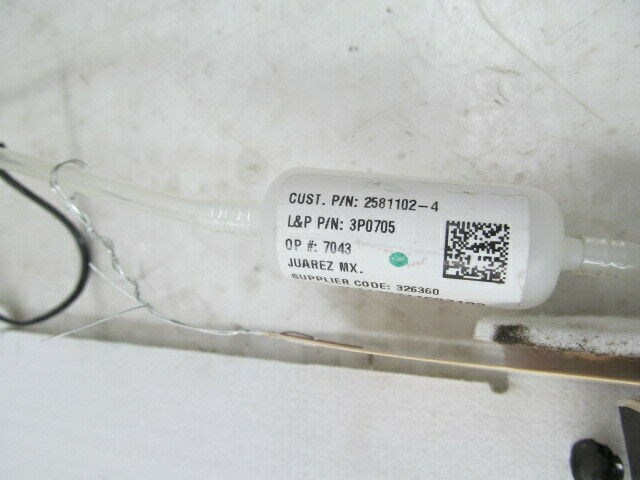 CUST. P/N: 2581102-4
L&P P/N: 3P0705
OP #: 7043
JUAREZ MX.
SUPPLIER CODE: 326360